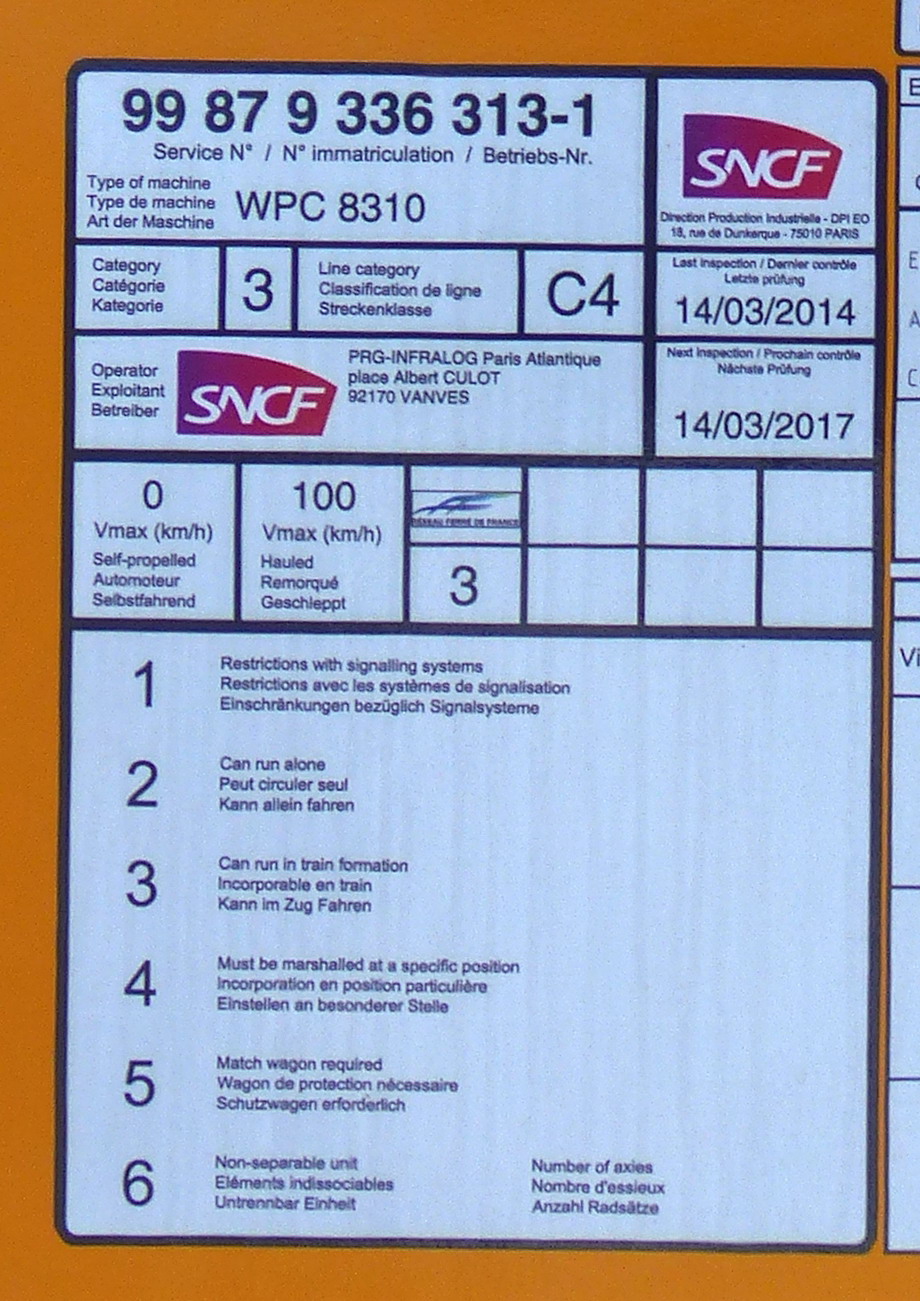 99 87 9 336 313-1
Service N° / N° immatriculation / Betriebs-Nr.
Type of machine
Type de machine
Art der Maschine
WPC 8310
SNCF
Direction Production Industrielle - DPI EO
18, rue de Dunkerque - 75010 PARIS
Category
Catégorie
Kategorie
3
Line category
Classification de ligne
Streckenklasse
C4
Last inspection / Dernier contrôle
Letzte prüfung
14/03/2014
Operator
Exploitant
Betreiber
SNCF
PRG-INFRALOG Paris Atlantique
place Albert CULOT
92170 VANVES
Next inspection / Prochain contrôle
Nächste Prüfung
14/03/2017
0
Vmax (km/h)
Self-propelled
Automoteur
Selbstfahrend
100
Vmax (km/h)
Hauled
Remorqué
Geschleppt
RÉSEAU FERRÉ DE FRANCE
3
1
Restrictions with signalling systems
Restrictions avec les systèmes de signalisation
Einschränkungen bezüglich Signalsysteme
2
Can run alone
Peut circuler seul
Kann allein fahren
3
Can run in train formation
Incorporable en train
Kann im Zug Fahren
4
Must be marshalled at a specific position
Incorporation en position particulière
Einstellen an besonderer Stelle
5
Match wagon required
Wagon de protection nécessaire
Schutzwagen erforderlich
6
Non-separable unit
Eléments indissociables
Untrennbar Einheit
Number of axles
Nombre d'essieux
Anzahl Radsätze